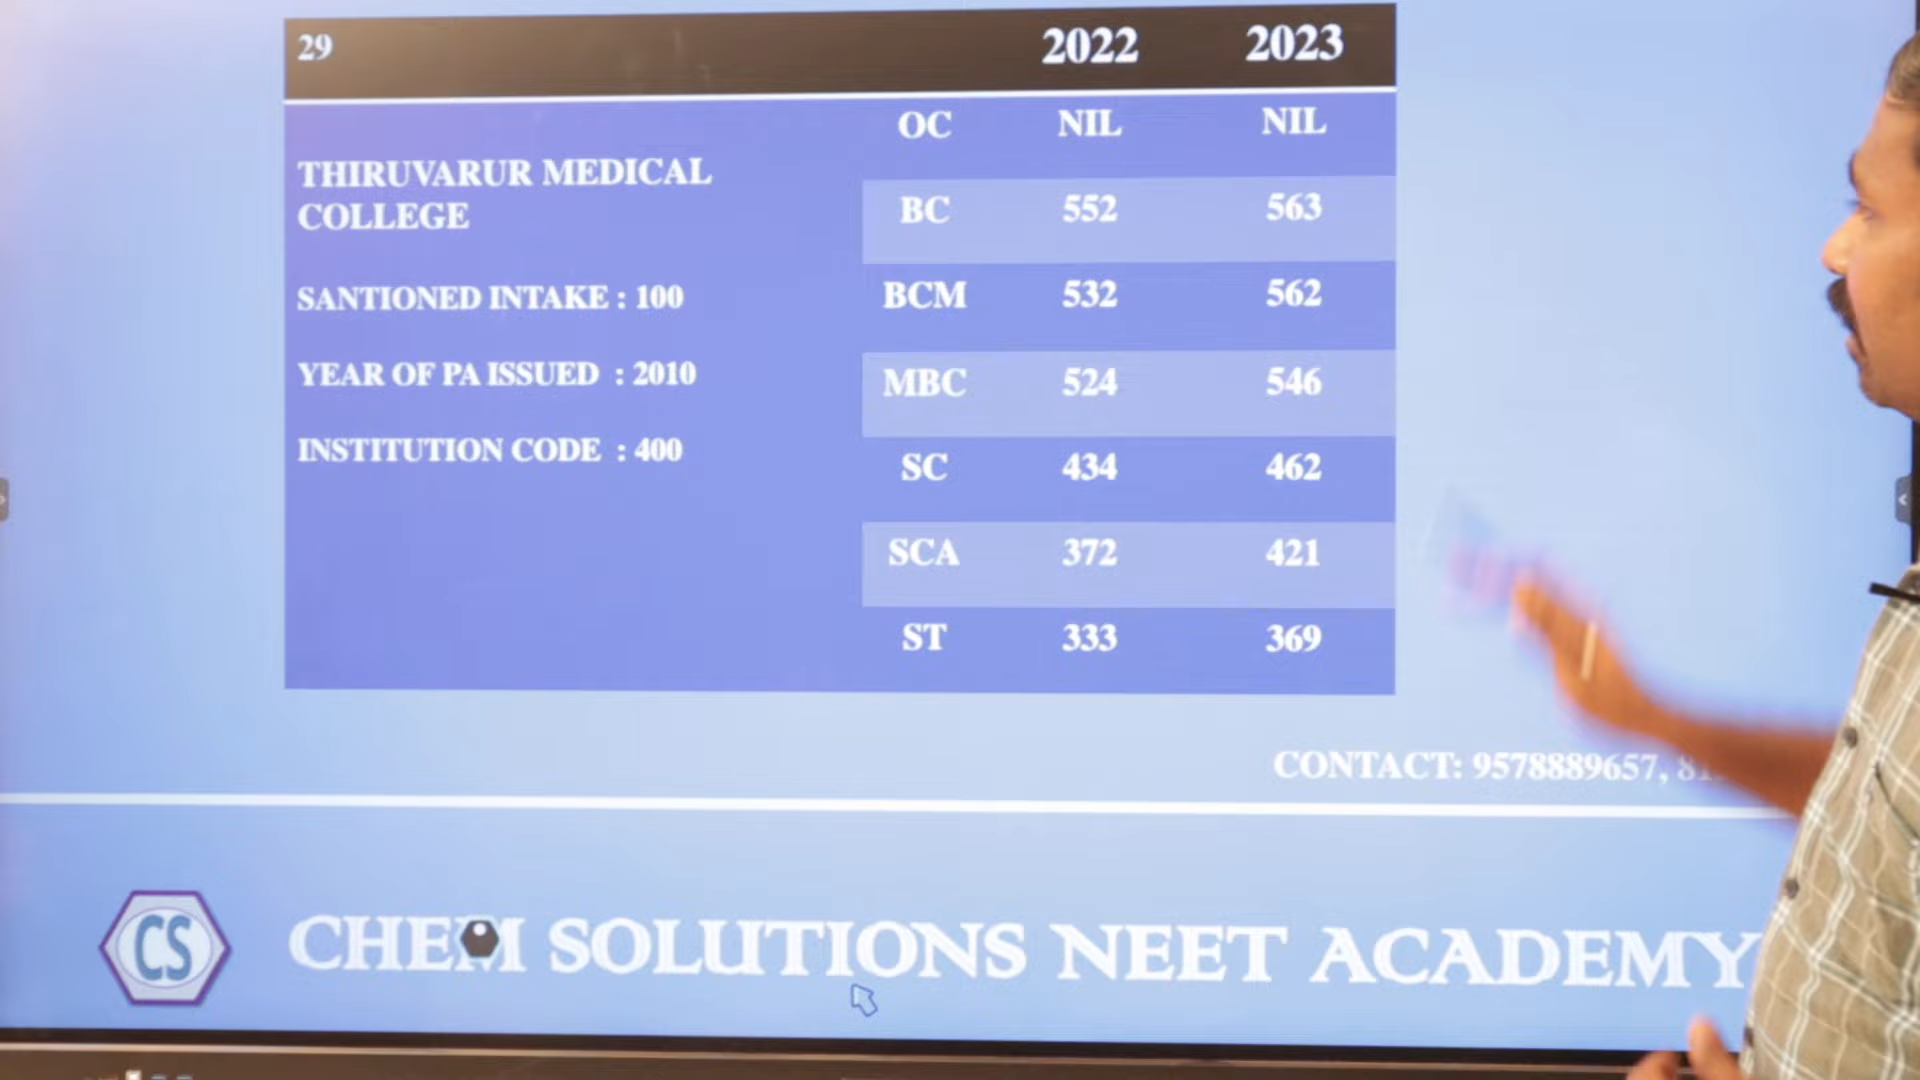 29 2022 2023
THIRUVARUR MEDICAL
COLLEGE
SANTIONED INTAKE : 100
YEAR OF PA ISSUED : 2010
INSTITUTION CODE : 400
OC NIL NIL
BC 552 563
BCM 532 562
MBC 524 546
SC 434 462
SCA 372 421
ST 333 369
CONTACT: 9578889657,
CS
CHEM SOLUTIONS NEET ACADEMY